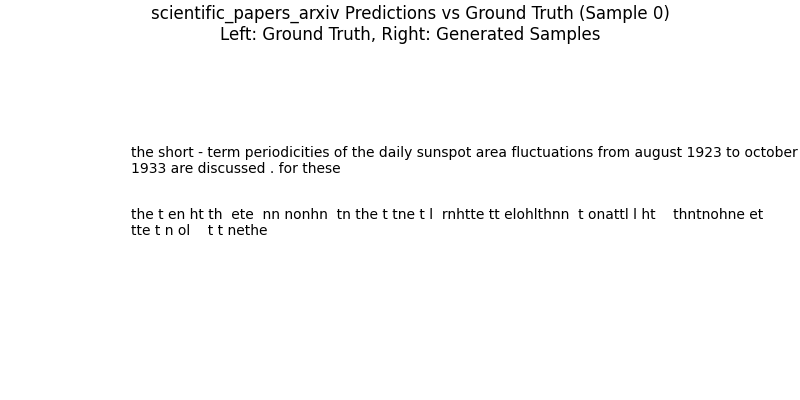 scientific_papers_arxiv Predictions vs Ground Truth (Sample 0)
Left: Ground Truth, Right: Generated Samples
the short - term periodicities of the daily sunspot area fluctuations from august 1923 to october
1933 are discussed . for these
the t en ht th  ete  nn nonhn  tn the t tne t l  rnhtte tt elohlthnn  t onattl l ht    thntnohne et
tte t n ol    t t nethe